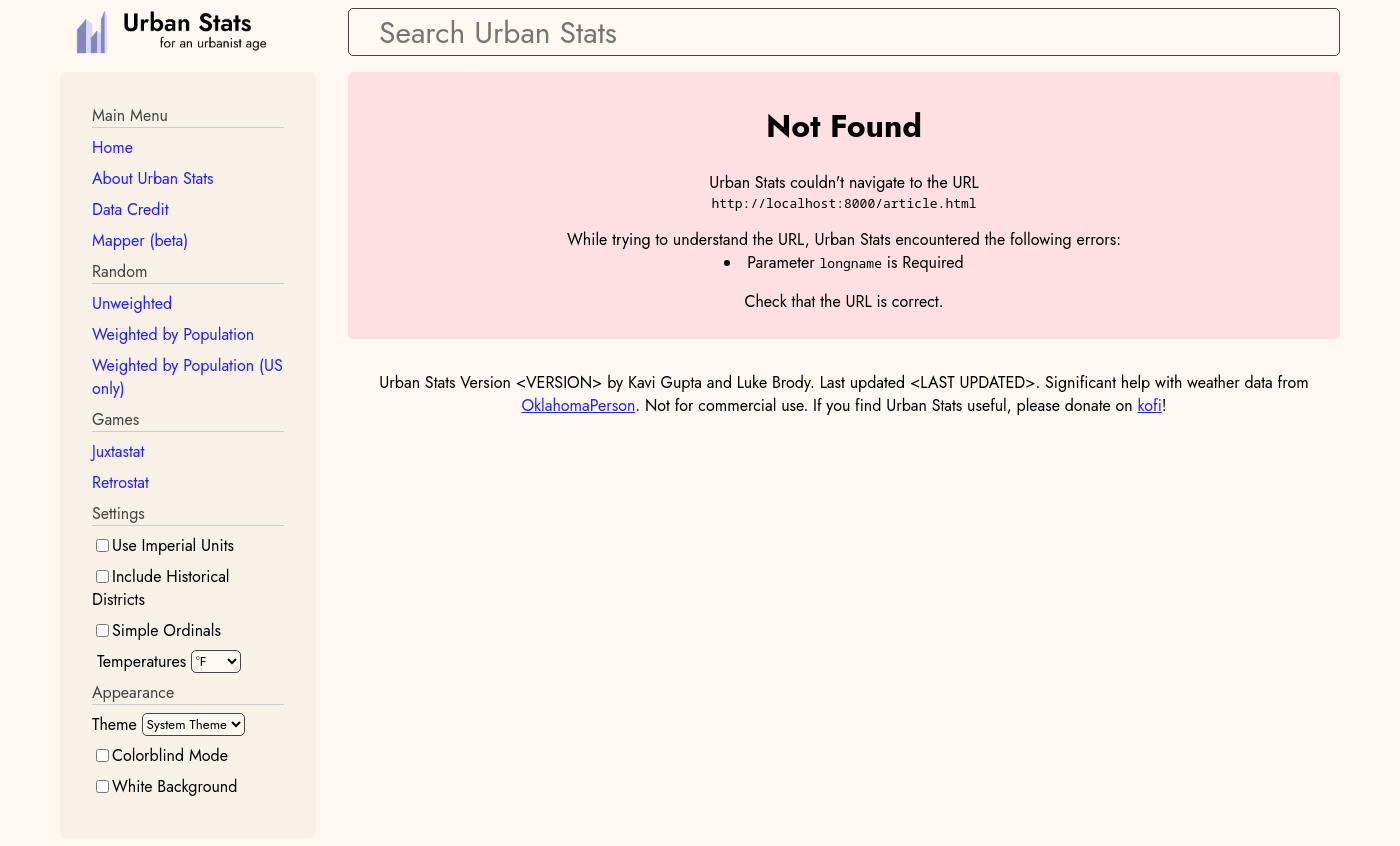 Urban Stats
for an urbanist age
Search Urban Stats
Main Menu
Home
About Urban Stats
Data Credit
Mapper (beta)
Random
Unweighted
Weighted by Population
Weighted by Population (US
only)
Games
Juxtastat
Retrostat
Settings
Use Imperial Units
Include Historical
Districts
Simple Ordinals
Temperatures °F
Appearance
Theme System Theme
Colorblind Mode
White Background
Not Found
Urban Stats couldn't navigate to the URL
http://localhost:8000/article.html
While trying to understand the URL, Urban Stats encountered the following errors:
• Parameter longname is Required
Check that the URL is correct.
Urban Stats Version <VERSION> by Kavi Gupta and Luke Brody. Last updated <LAST UPDATED>. Significant help with weather data from
OklahomaPerson. Not for commercial use. If you find Urban Stats useful, please donate on kofi!